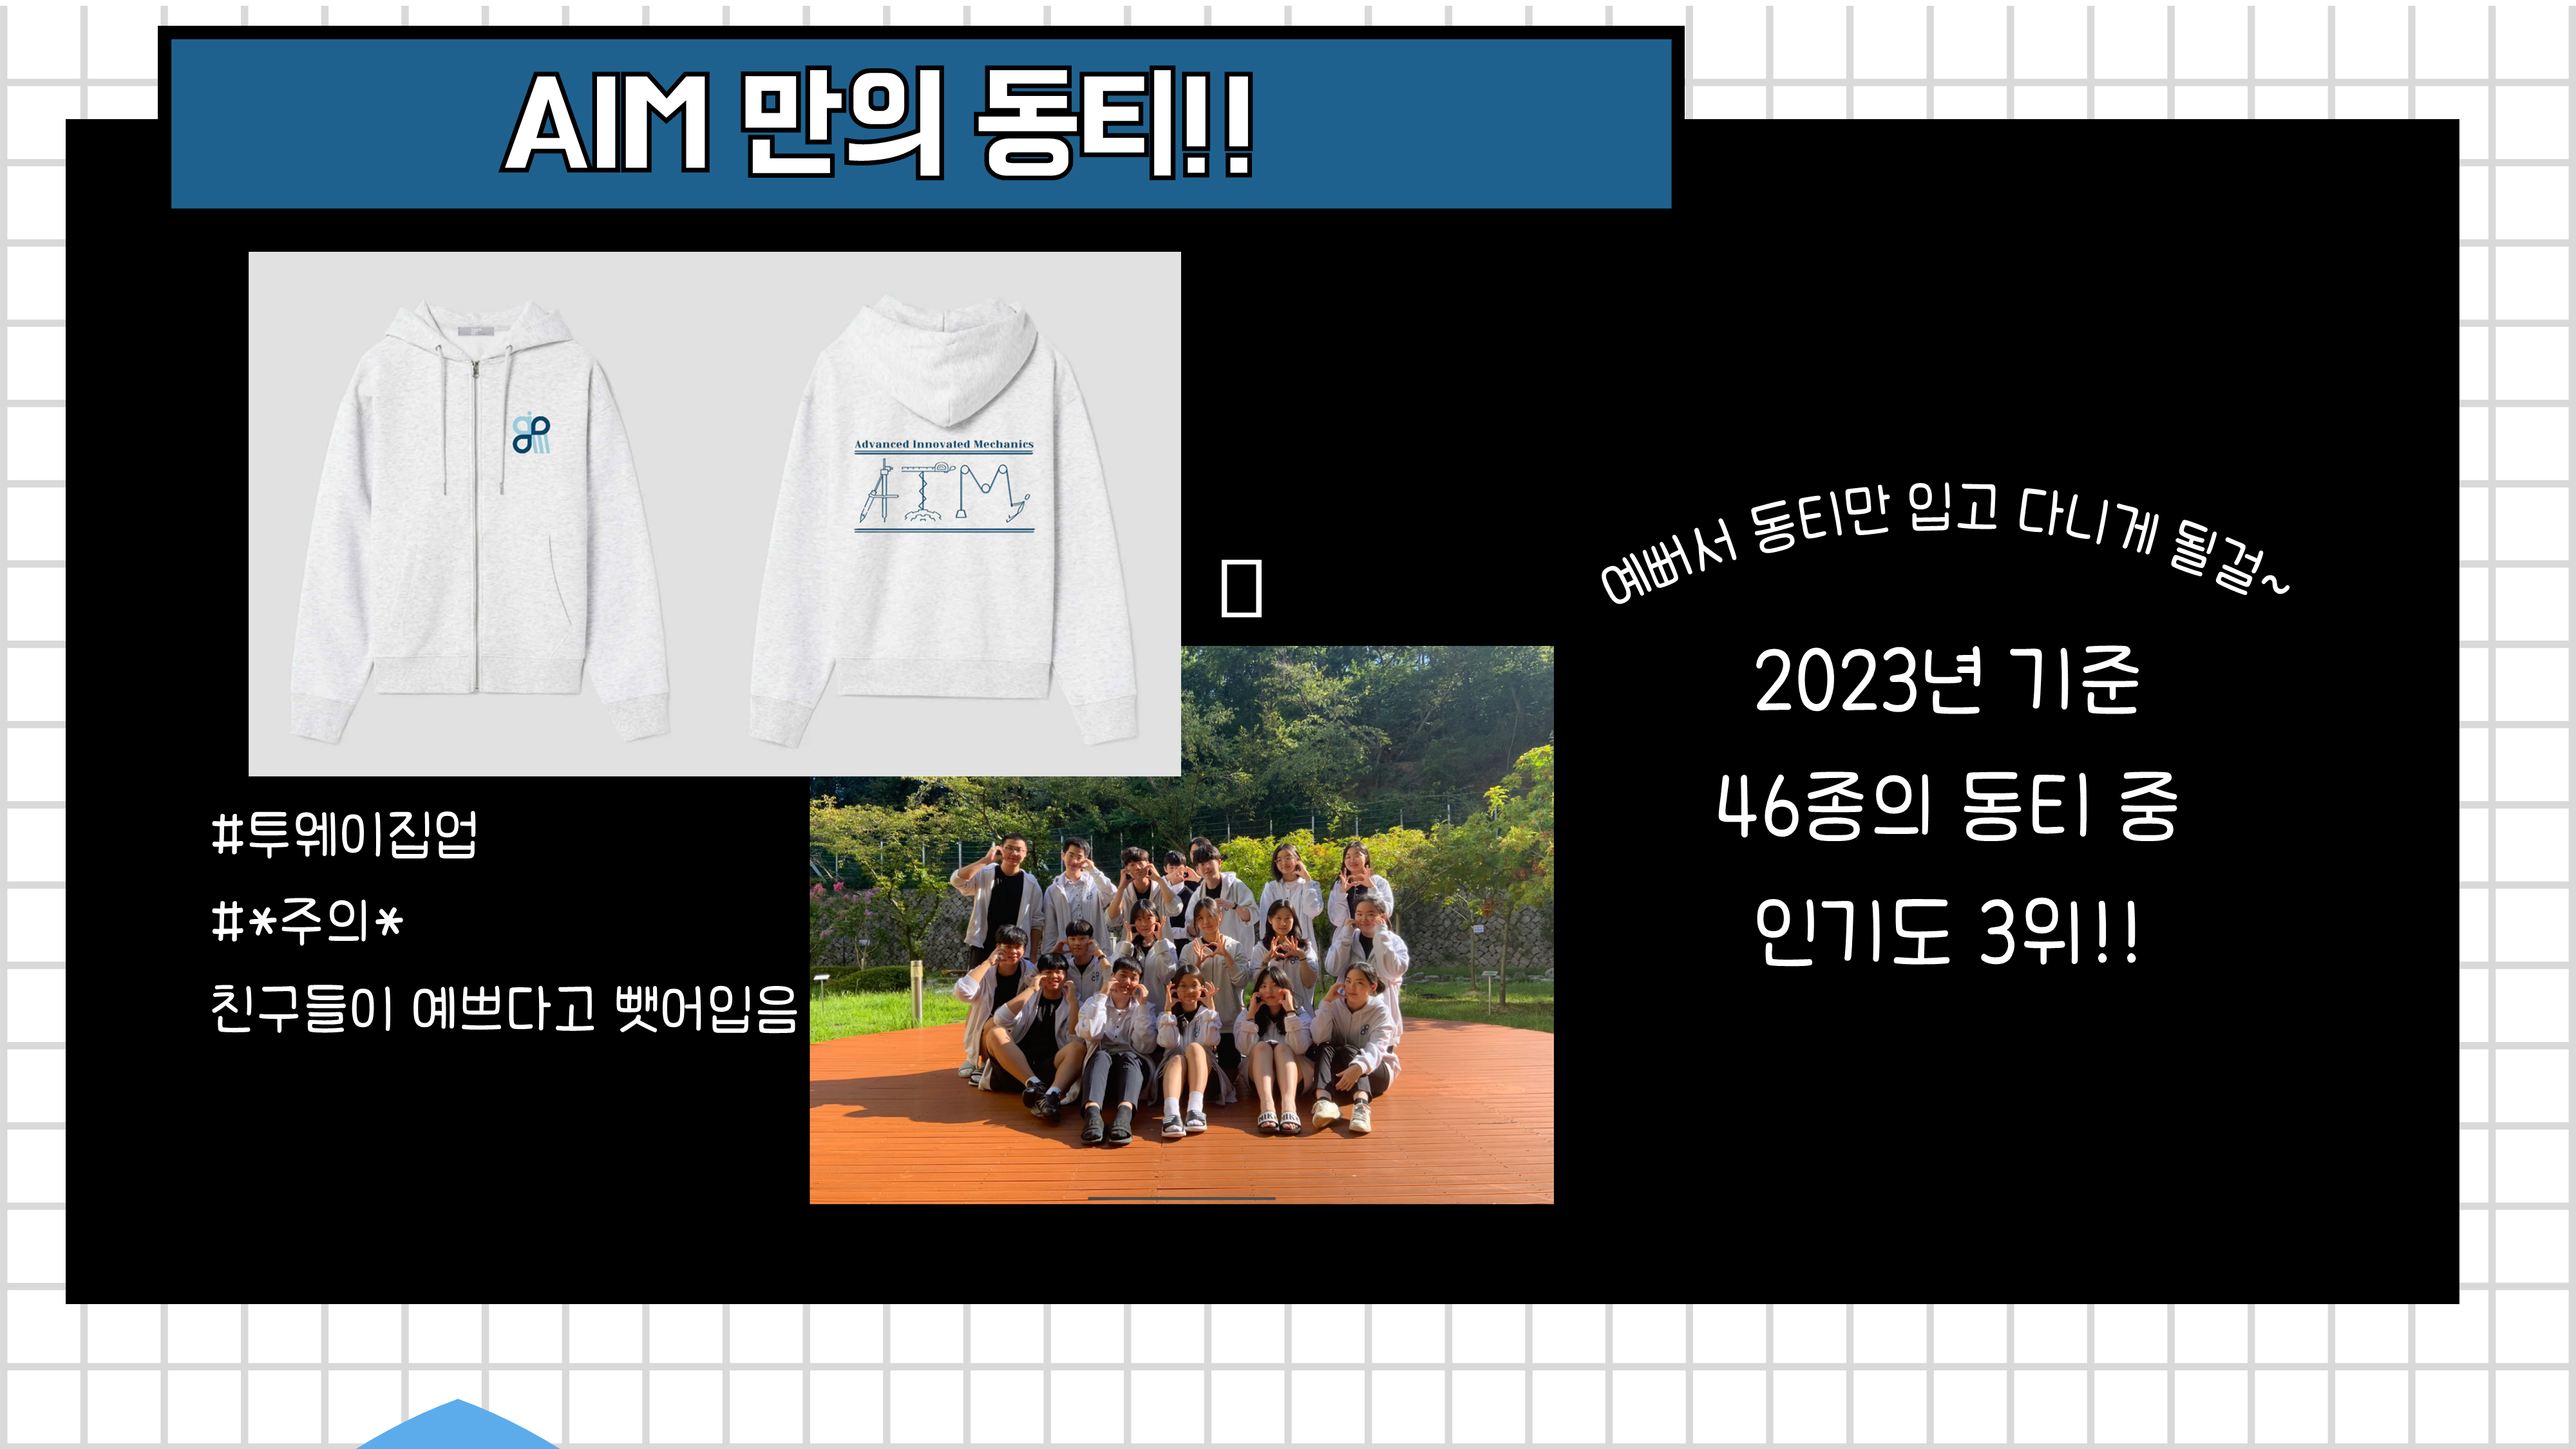 AIM 만의 동티!!
Advanced Innovated Mechanics
AIM
예뻐서 동티만 입고 다니게 될걸~
2023년 기준
46종의 동티 중
인기도 3위!!
#투웨이집업
#*주의*
친구들이 예쁘다고 뺏어입음